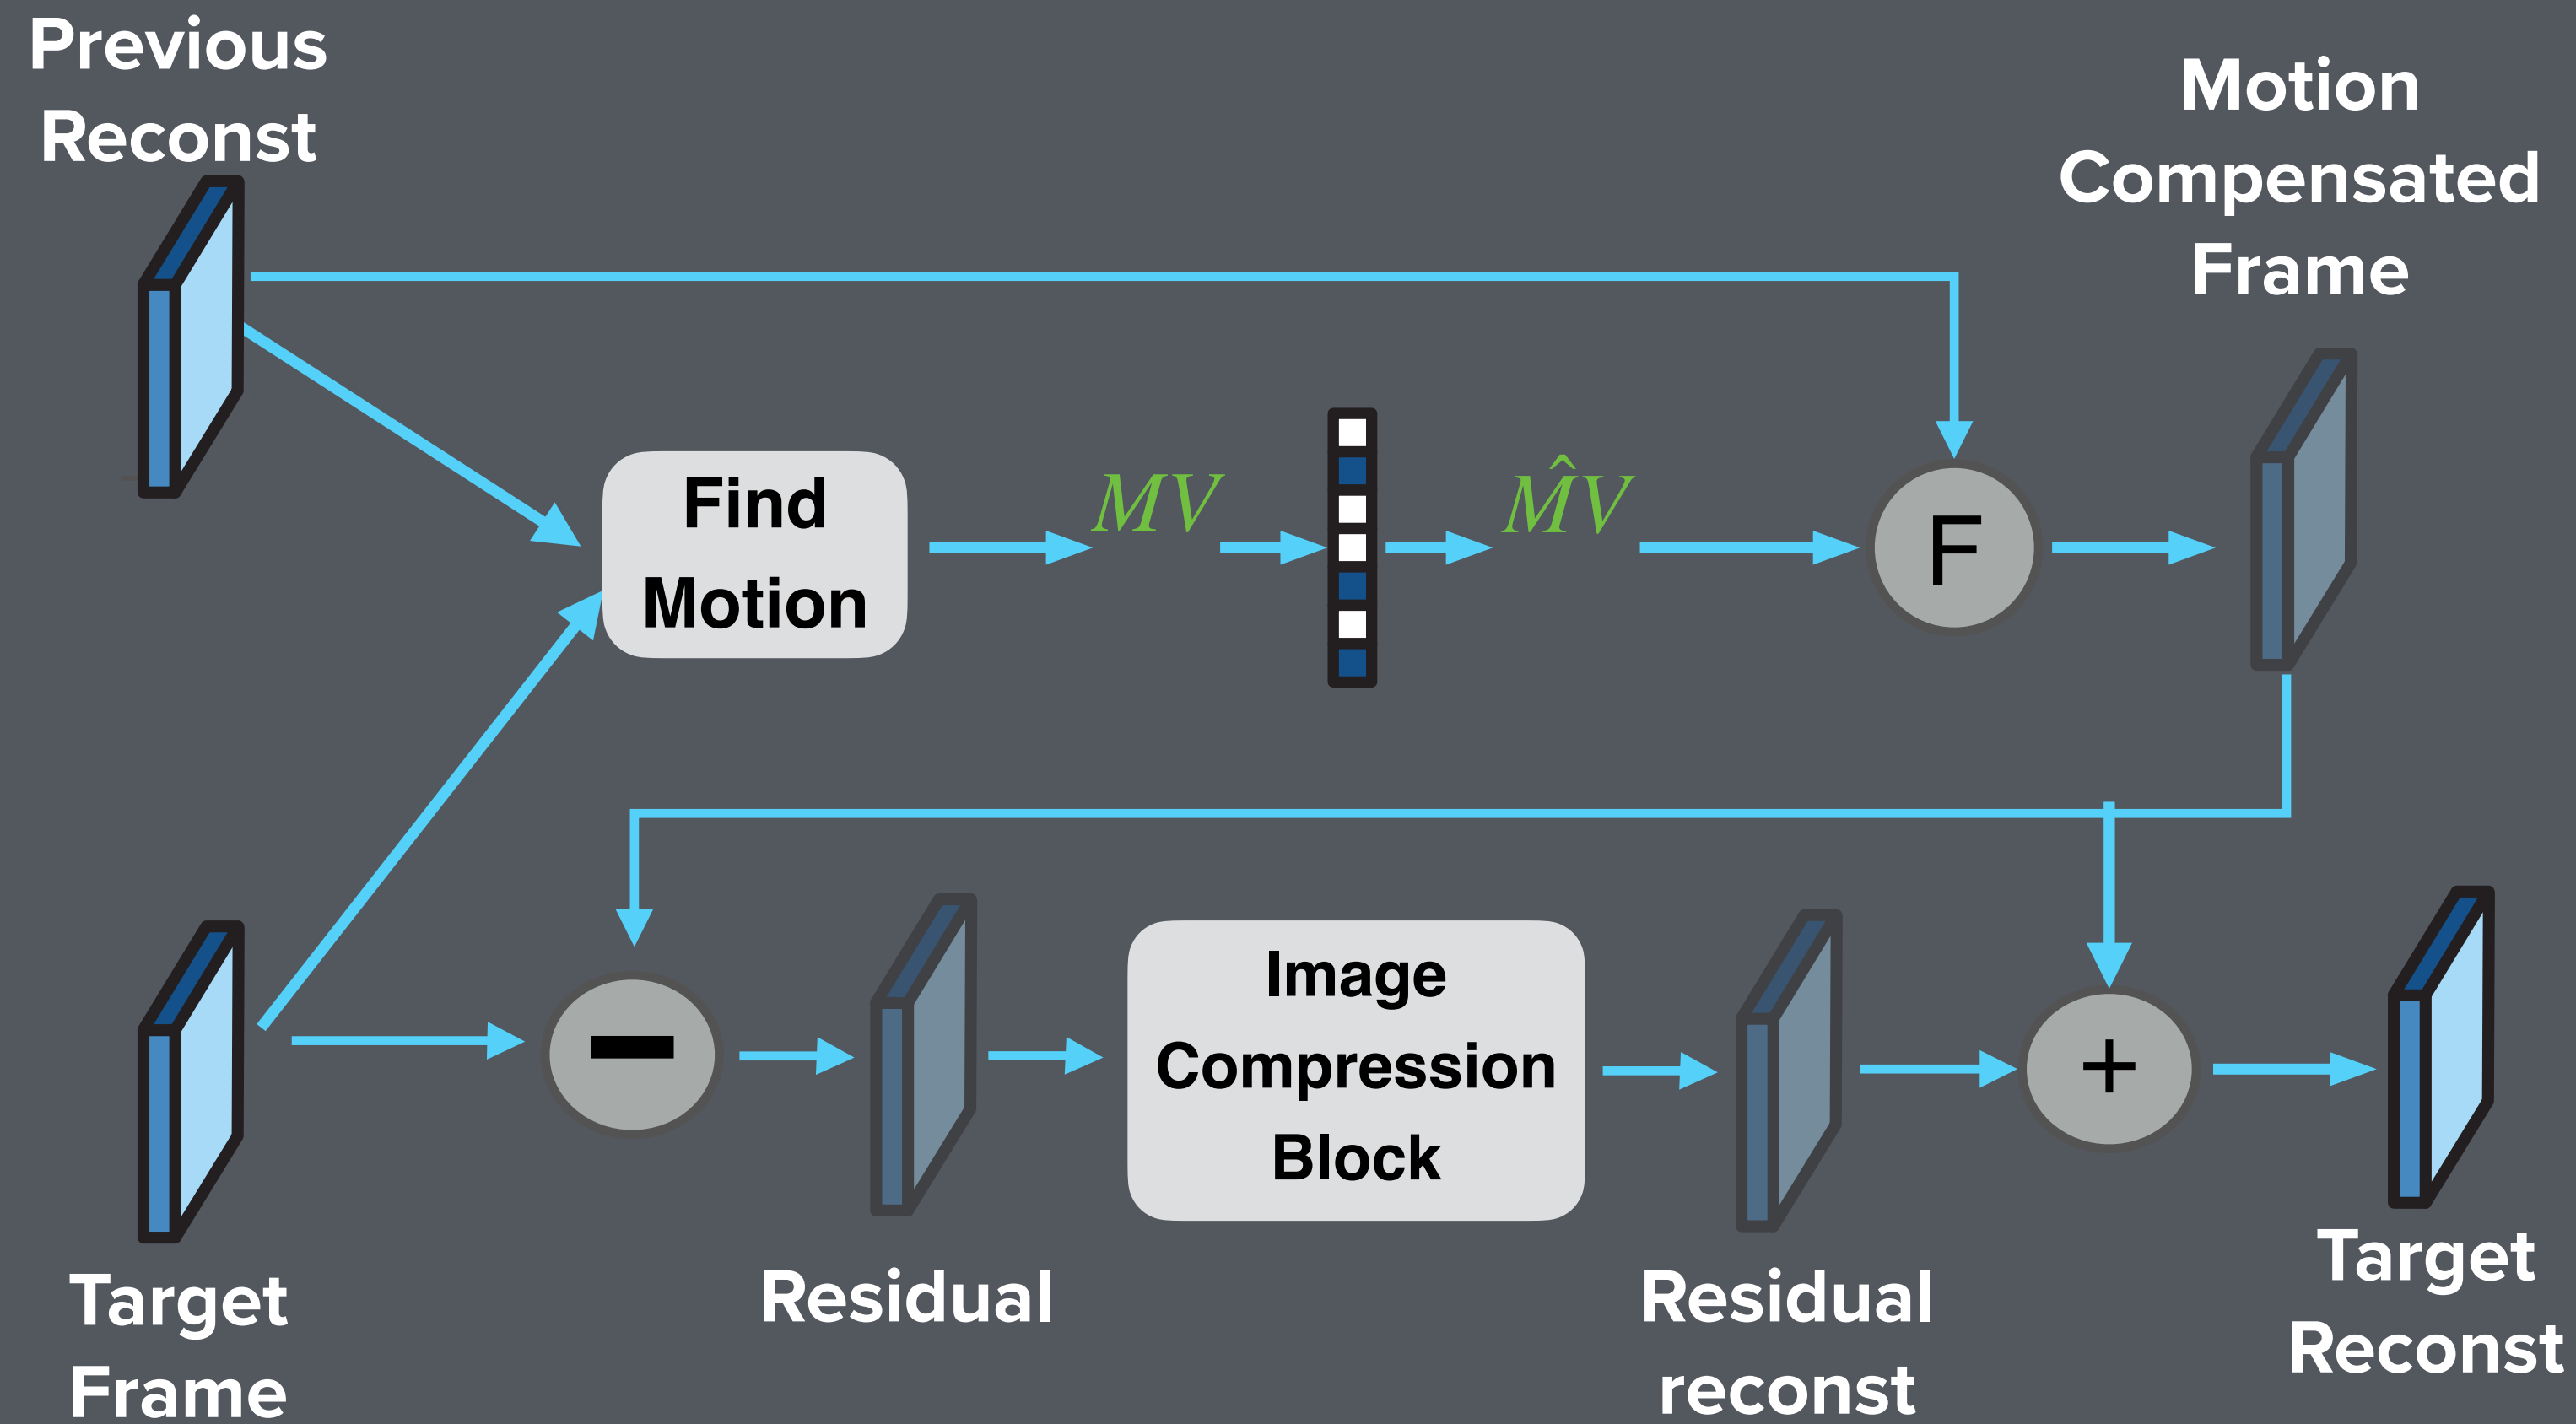 Previous
Reconst
Motion
Compensated
Frame
Find
Motion
MV
M̂V
F
−
Image
Compression
Block
+
Target
Frame
Residual
Residual
reconst
Target
Reconst